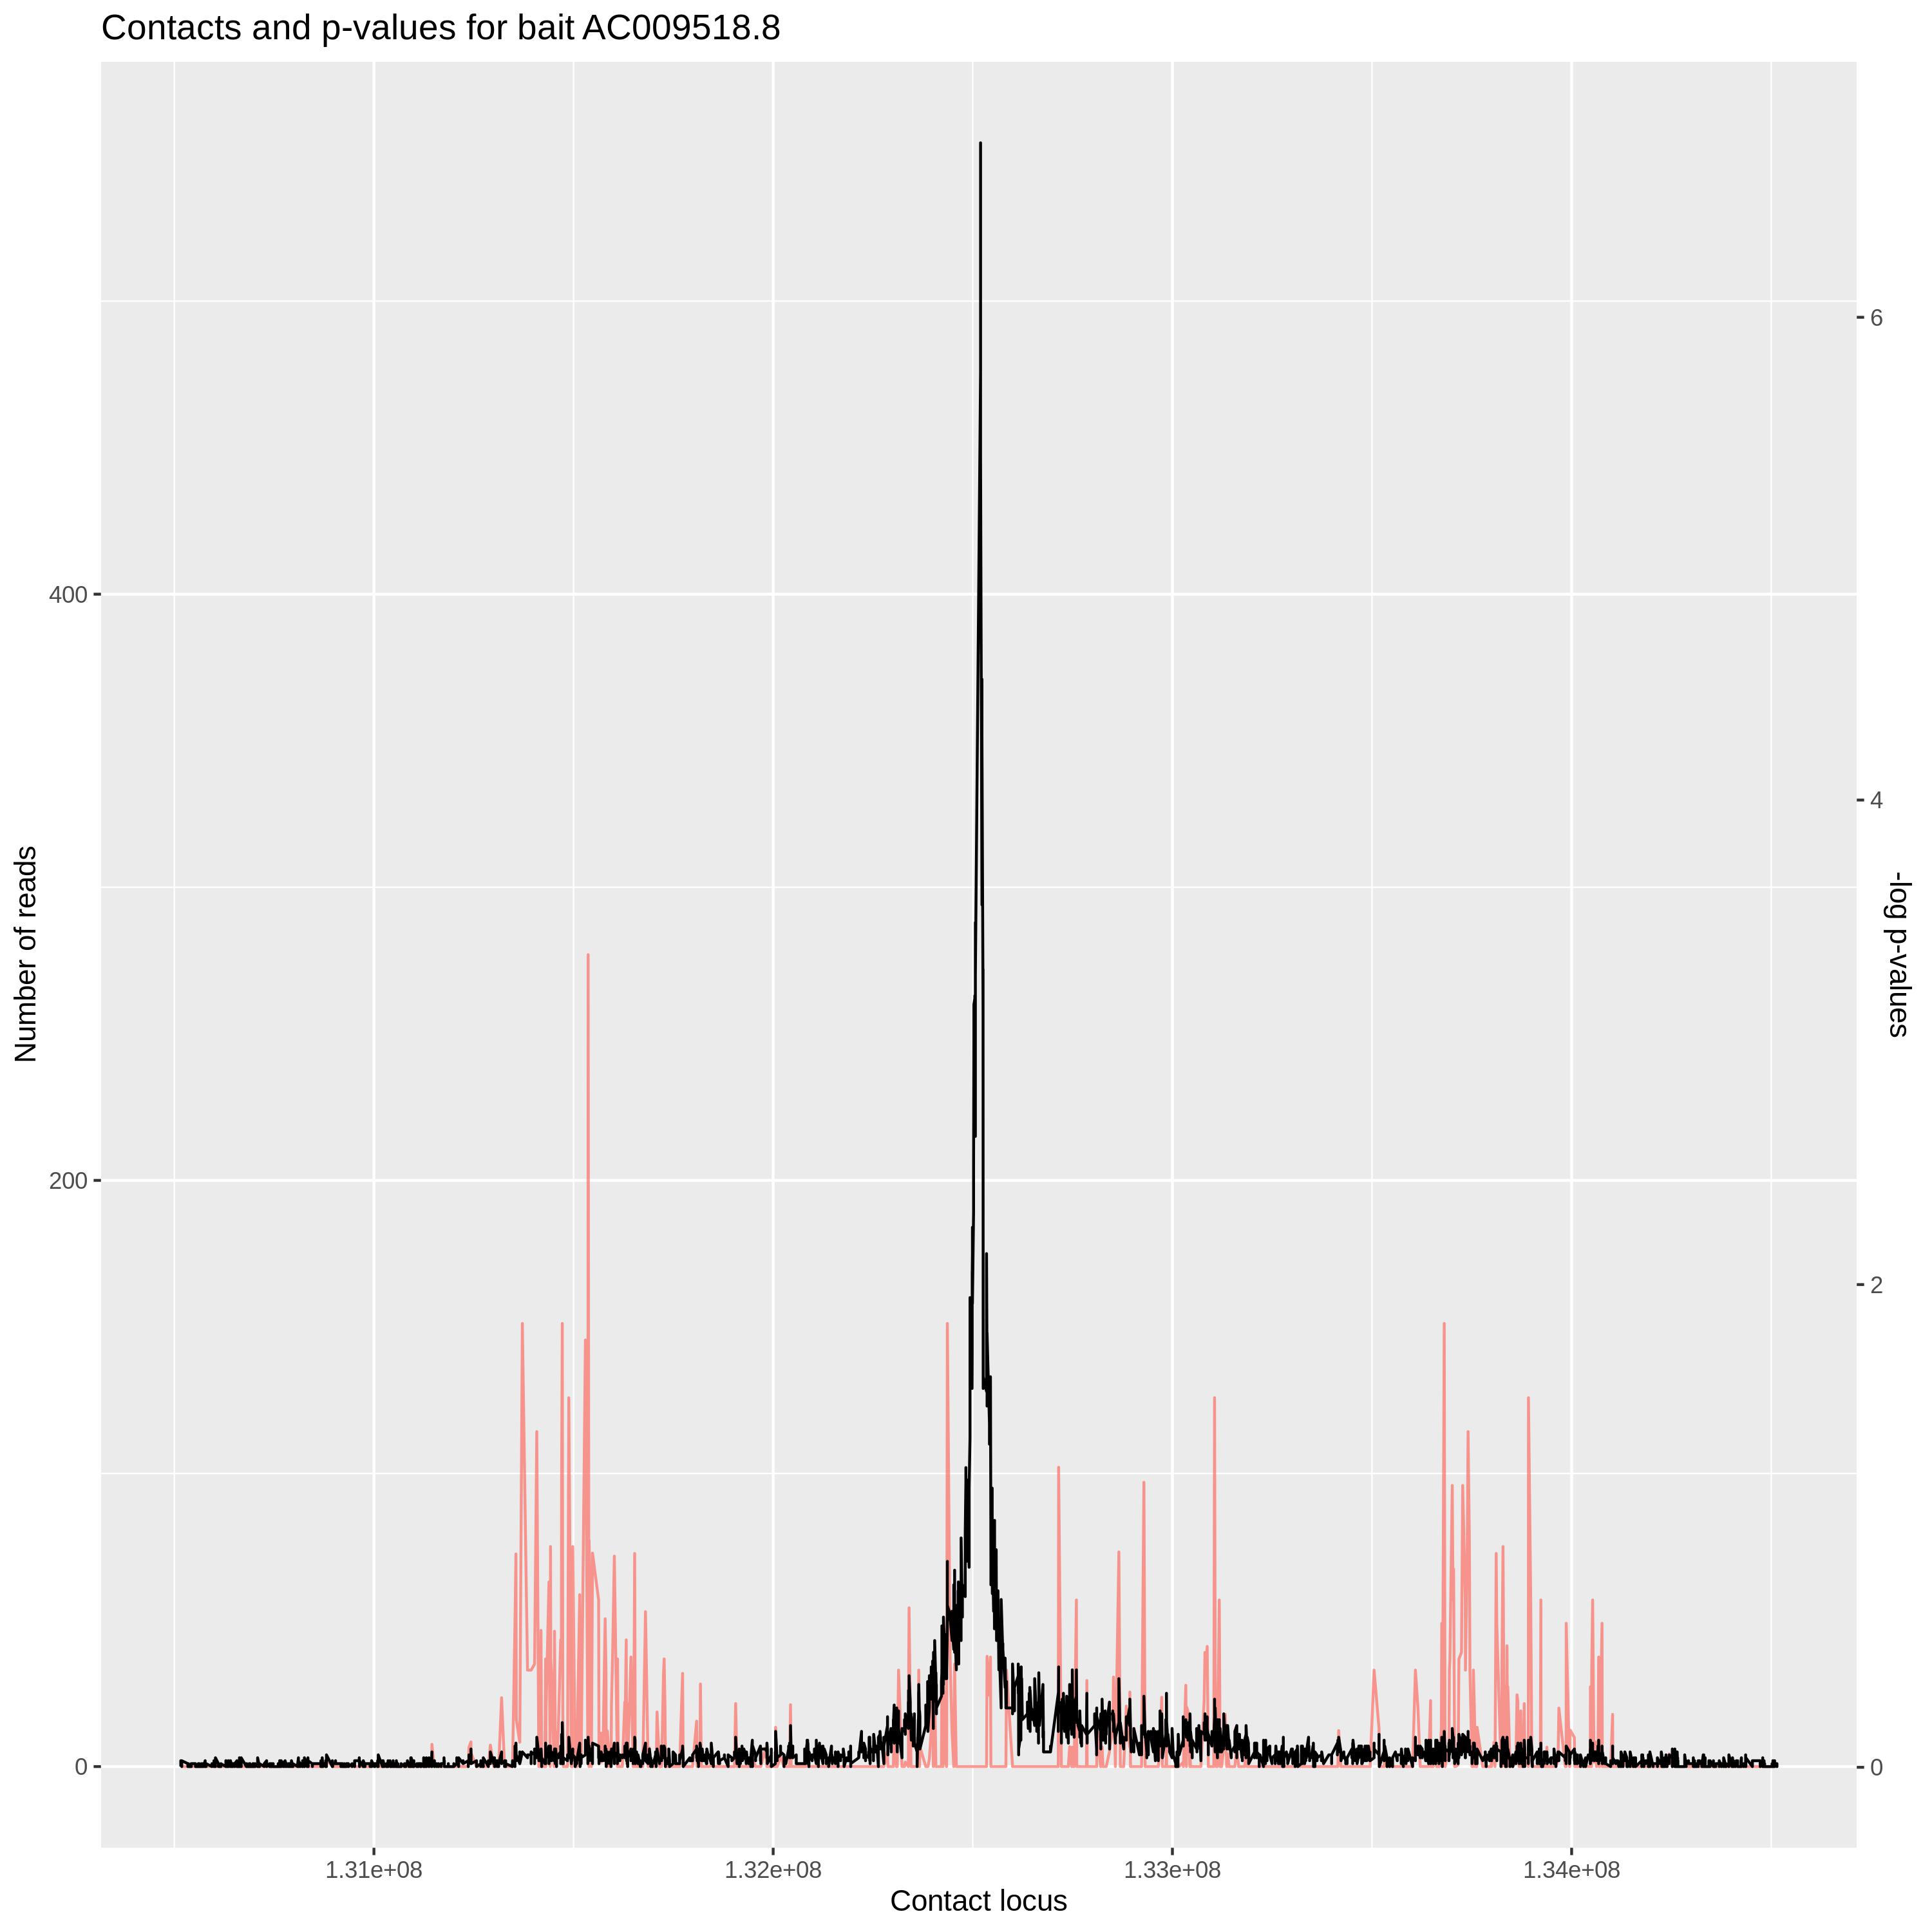 Contacts and p-values for bait AC009518.8
Number of reads
400
200
0
6
4
2
0
-log p-values
1.31e+08
1.32e+08
1.33e+08
1.34e+08
Contact locus